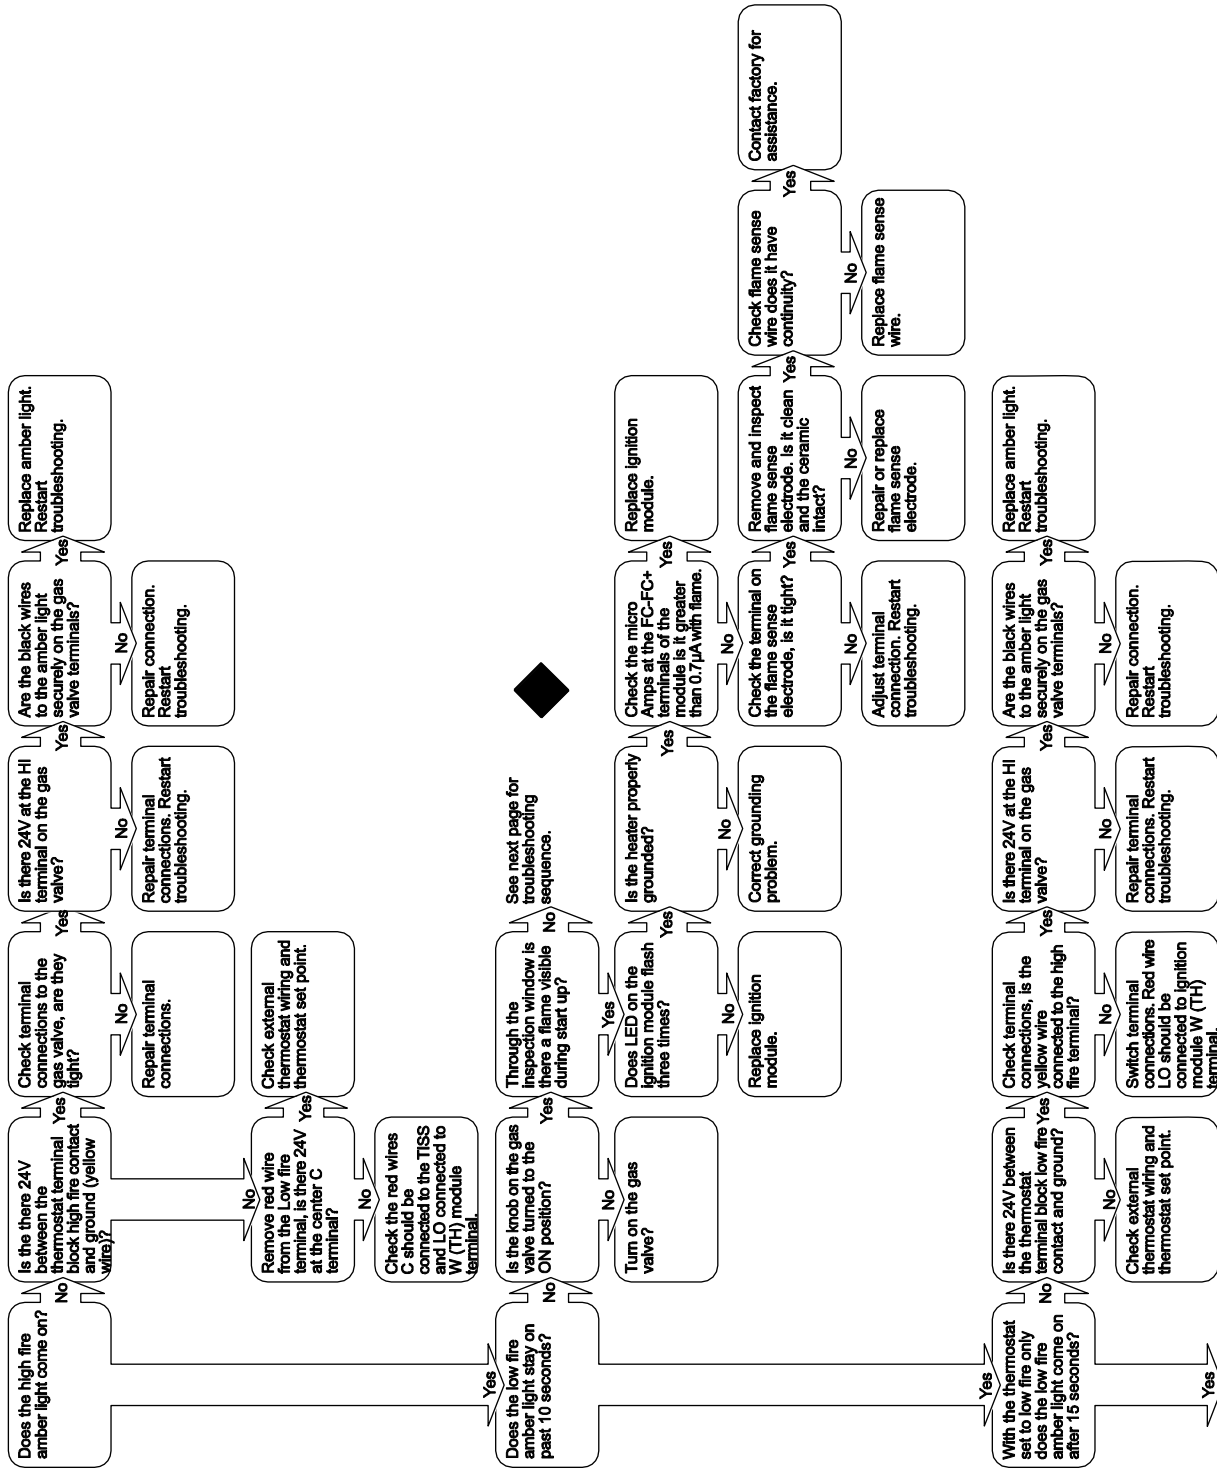 Does the high fire
amber light come on?
No
Is the there 24V
between the
thermostat terminal
block high fire contact
and ground (yellow
wire)?
Yes
Check terminal
connections to the
gas valve, are they
tight?
Yes
Is there 24V at the HI
terminal on the gas
valve?
Yes
Are the black wires
to the amber light
securely on the gas
valve terminals?
Yes
Replace amber light.
Restart
troubleshooting.
No
Repair terminal
connections.
No
Repair terminal
connections. Restart
troubleshooting.
No
Repair connection.
Restart
troubleshooting.
No
Remove red wire
from the Low fire
terminal, is there 24V
at the center C
terminal?
Yes
Check external
thermostat wiring and
thermostat set point.
No
Check the red wires
C should be
connected to the TISS
and LO connected to
W (TH) module
terminal.
Yes
Does the low fire
amber light stay on
past 10 seconds?
No
Is the knob on the gas
valve turned to the
ON position?
Yes
Through the
inspection window is
there a flame visible
during start up?
No
See next page for
troubleshooting
sequence.
No
Turn on the gas
valve?
Yes
Does LED on the
ignition module flash
three times?
Yes
Is the heater properly
grounded?
Yes
Check the micro
Amps at the FC-FC+
terminals of the
module is it greater
than 0.7µA with flame.
Yes
Replace ignition
module.
No
Replace ignition
module.
No
Correct grounding
problem.
No
Check the terminal on
the flame sense
electrode, is it tight?
Yes
Remove and inspect
flame sense
electrode. Is it clean
and the ceramic
intact?
Yes
Check flame sense
wire does it have
continuity?
Yes
Contact factory for
assistance.
No
Adjust terminal
connection. Restart
troubleshooting.
No
Repair or replace
flame sense
electrode.
No
Replace flame sense
wire.
Yes
With the thermostat
set to low fire only
does the low fire
amber light come on
after 15 seconds?
No
Is there 24V between
the thermostat
terminal block low fire
contact and ground?
Yes
Check terminal
connections, is the
yellow wire
connected to the high
fire terminal?
Yes
Is there 24V at the HI
terminal on the gas
valve?
Yes
Are the black wires
to the amber light
securely on the gas
valve terminals?
Yes
Replace amber light.
Restart
troubleshooting.
No
Check external
thermostat wiring and
thermostat set point.
No
Switch terminal
connections. Red wire
LO should be
connected to ignition
module W (TH)
terminal.
No
Repair terminal
connections. Restart
troubleshooting.
No
Repair connection.
Restart
troubleshooting.
Yes